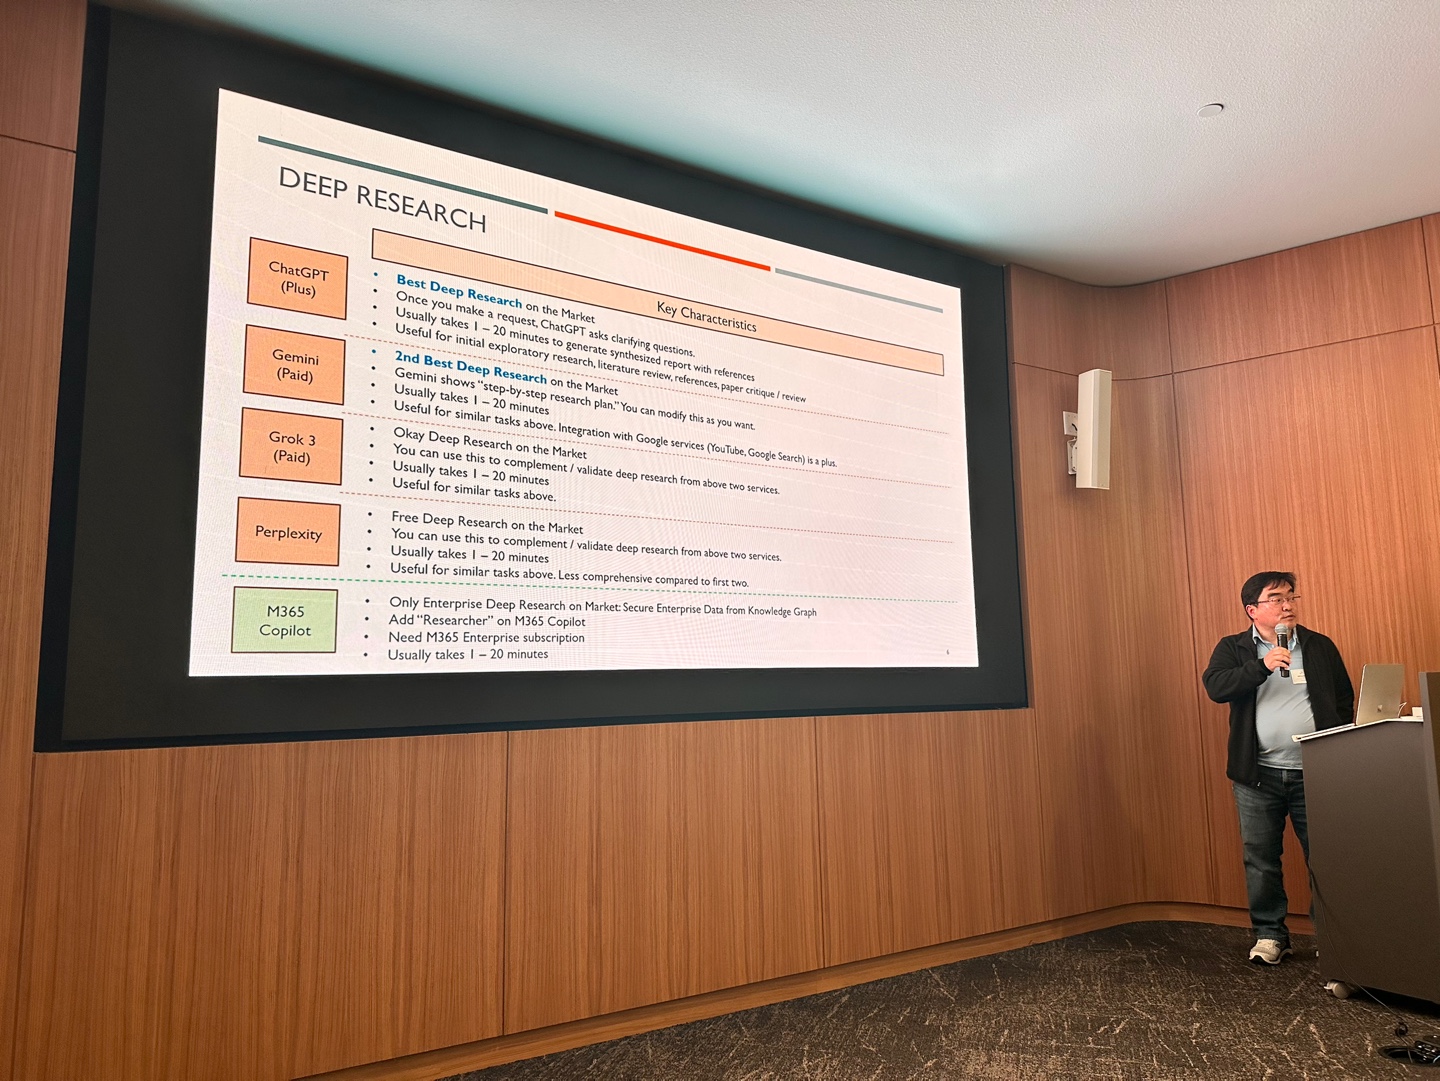 DEEP RESEARCH
Key Characteristics
ChatGPT
(Plus)
• Best Deep Research on the Market
• Once you make a request, ChatGPT asks clarifying questions.
• Usually takes 1 – 20 minutes to generate synthesized report with references
• Useful for initial exploratory research, literature review, references, paper critique / review
Gemini
(Paid)
• 2nd Best Deep Research on the Market
• Gemini shows "step-by-step research plan." You can modify this as you want.
• Usually takes 1 – 20 minutes
• Useful for similar tasks above. Integration with Google services (YouTube, Google Search) is a plus.
Grok 3
(Paid)
• Okay Deep Research on the Market
• You can use this to complement / validate deep research from above two services.
• Usually takes 1 – 20 minutes
• Useful for similar tasks above.
Perplexity
• Free Deep Research on the Market
• You can use this to complement / validate deep research from above two services.
• Usually takes 1 – 20 minutes
• Useful for similar tasks above. Less comprehensive compared to first two.
M365
Copilot
• Only Enterprise Deep Research on Market: Secure Enterprise Data from Knowledge Graph
• Add "Researcher" on M365 Copilot
• Need M365 Enterprise subscription
• Usually takes 1 – 20 minutes
6